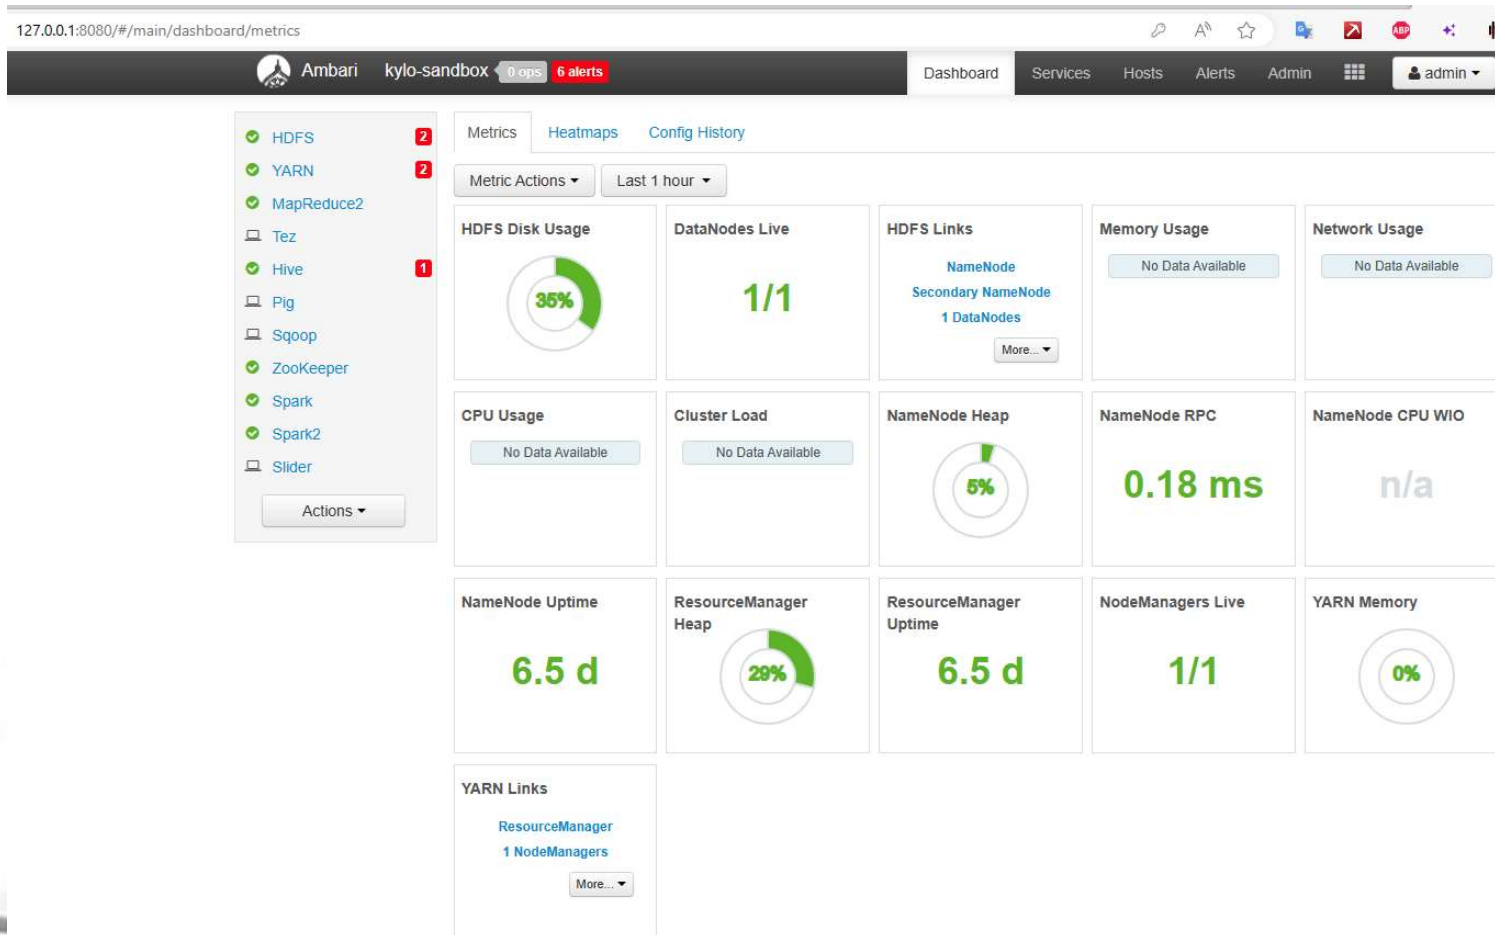 127.0.0.1:8080/#/main/dashboard/metrics
Ambari kylo-sandbox 0 ops 6 alerts Dashboard Services Hosts Alerts Admin admin
HDFS 2
YARN 2
MapReduce2
Tez
Hive 1
Pig
Sqoop
ZooKeeper
Spark
Spark2
Slider
Actions
Metrics Heatmaps Config History
Metric Actions Last 1 hour
HDFS Disk Usage
35%
DataNodes Live
1/1
HDFS Links
NameNode
Secondary NameNode
1 DataNodes
More...
Memory Usage
No Data Available
Network Usage
No Data Available
CPU Usage
No Data Available
Cluster Load
No Data Available
NameNode Heap
5%
NameNode RPC
0.18 ms
NameNode CPU WIO
n/a
NameNode Uptime
6.5 d
ResourceManager
Heap
29%
ResourceManager
Uptime
6.5 d
NodeManagers Live
1/1
YARN Memory
0%
YARN Links
ResourceManager
1 NodeManagers
More...